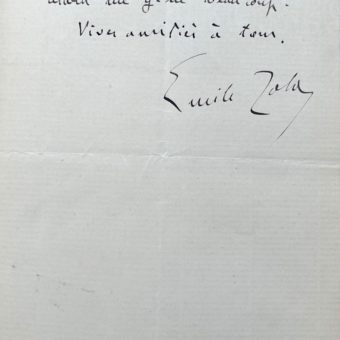 me gêne beaucoup.
Vives amitiés à tous.
Emile Zola